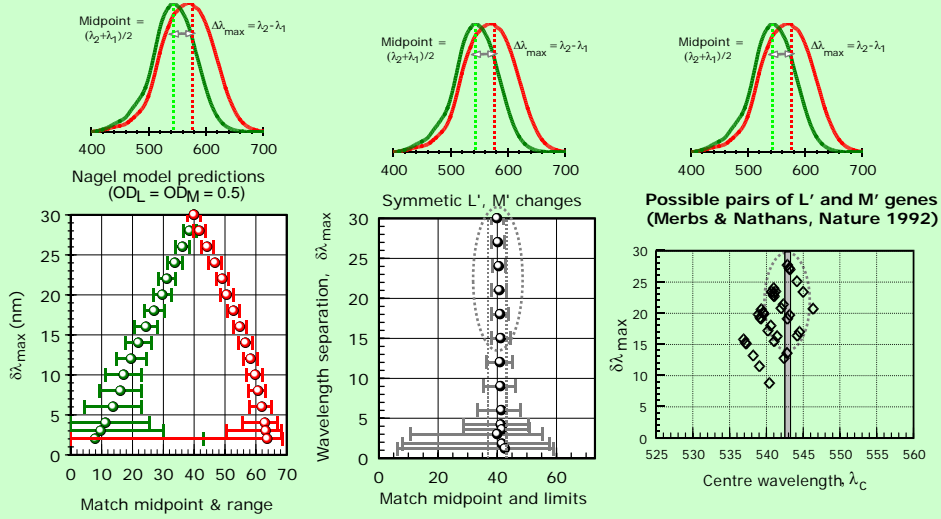 Midpoint =
(λ2+λ1)/2
Δλmax = λ2-λ1
400 500 600 700
Nagel model predictions
(ODL = ODM = 0.5)
30
25
20
15
10
5
0
δλmax (nm)
0 10 20 30 40 50 60 70
Match midpoint & range
Midpoint =
(λ2+λ1)/2
Δλmax = λ2-λ1
400 500 600 700
Symmetic L', M' changes
30
25
20
15
10
5
0
Wavelength separation, δλmax
0 20 40 60
Match midpoint and limits
Midpoint =
(λ2+λ1)/2
Δλmax = λ2-λ1
400 500 600 700
Possible pairs of L' and M' genes
(Merbs & Nathans, Nature 1992)
30
25
20
15
10
5
0
δλmax
525 530 535 540 545 550 555 560
Centre wavelength, λC